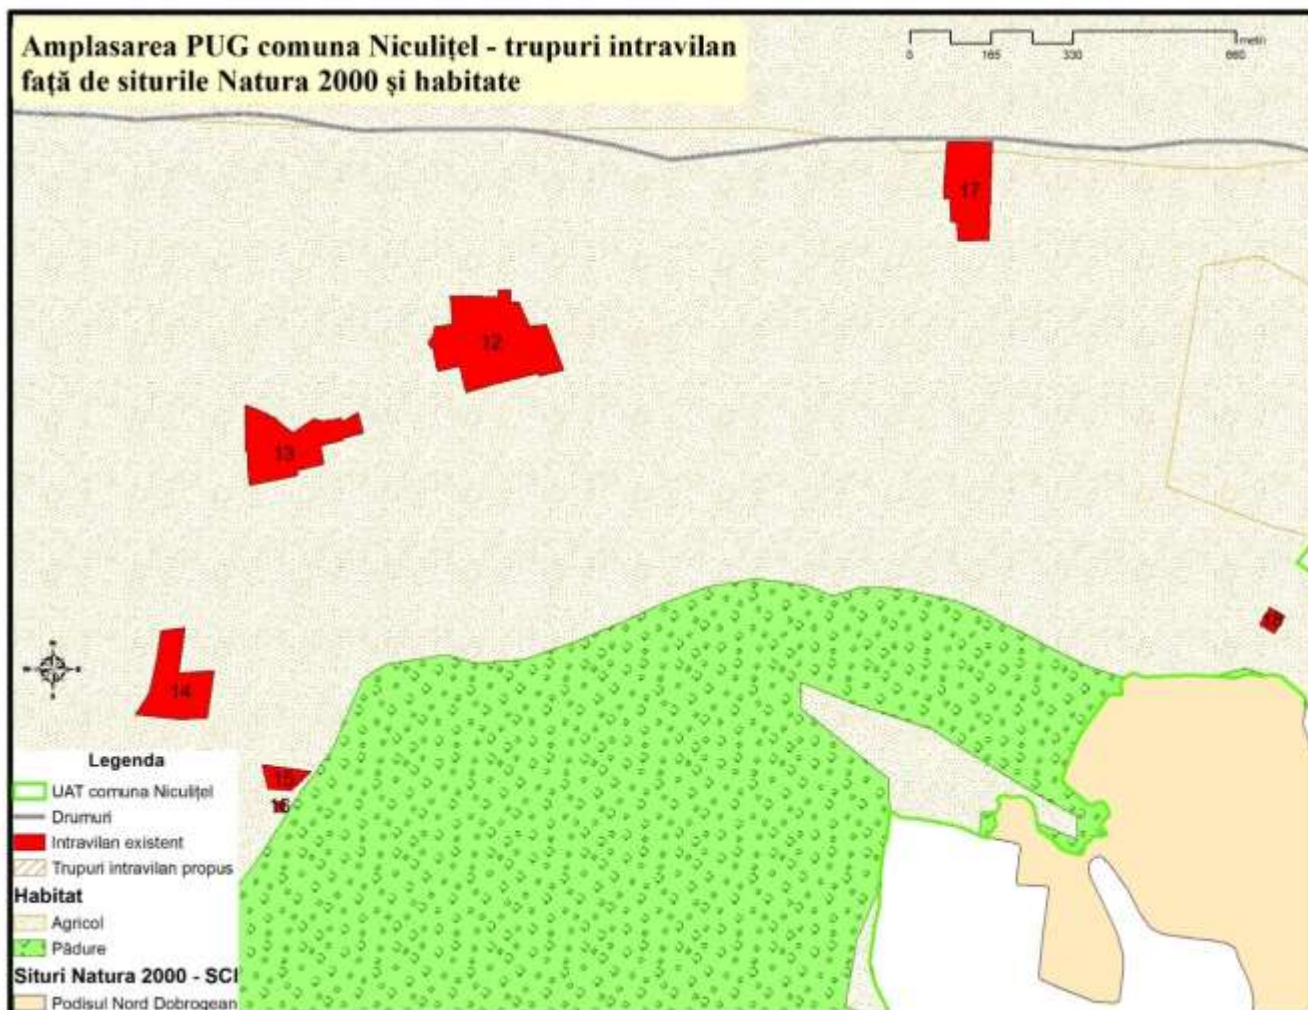 Amplasarea PUG comuna Niculițel - trupuri intravilan
față de siturile Natura 2000 și habitate
metri
0 165 330 660
17
12
13
14
15
Legenda
UAT comuna Niculițel
Drumuri
Intravilan existent
Trupuri intravilan propus
Habitat
Agricol
Pădure
Situri Natura 2000 - SCI
Podisul Nord Dobrogean